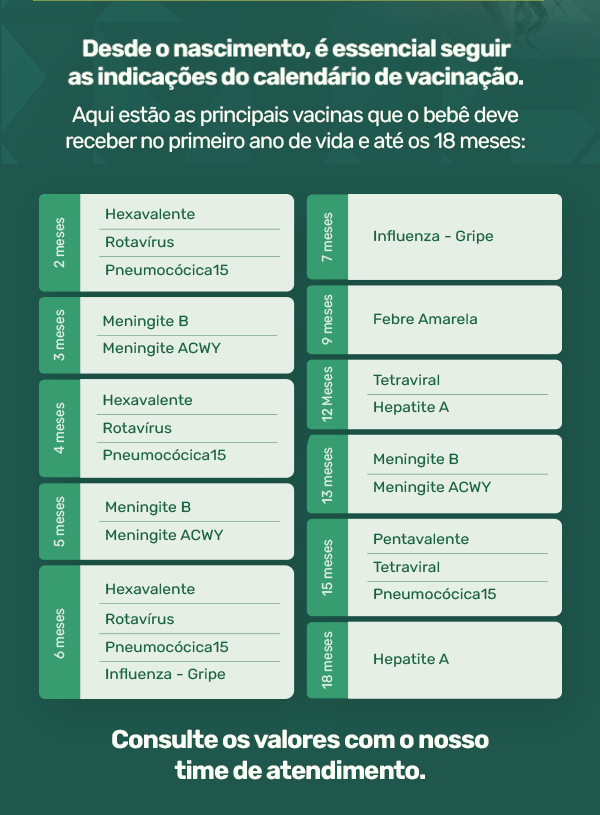 Desde o nascimento, é essencial seguir
as indicações do calendário de vacinação.
Aqui estão as principais vacinas que o bebê deve
receber no primeiro ano de vida e até os 18 meses:
2 meses
Hexavalente
Rotavírus
Pneumocócica15
3 meses
Meningite B
Meningite ACWY
4 meses
Hexavalente
Rotavírus
Pneumocócica15
5 meses
Meningite B
Meningite ACWY
6 meses
Hexavalente
Rotavírus
Pneumocócica15
Influenza - Gripe
7 meses
Influenza - Gripe
9 meses
Febre Amarela
12 Meses
Tetraviral
Hepatite A
13 meses
Meningite B
Meningite ACWY
15 meses
Pentavalente
Tetraviral
Pneumocócica15
18 meses
Hepatite A
Consulte os valores com o nosso
time de atendimento.